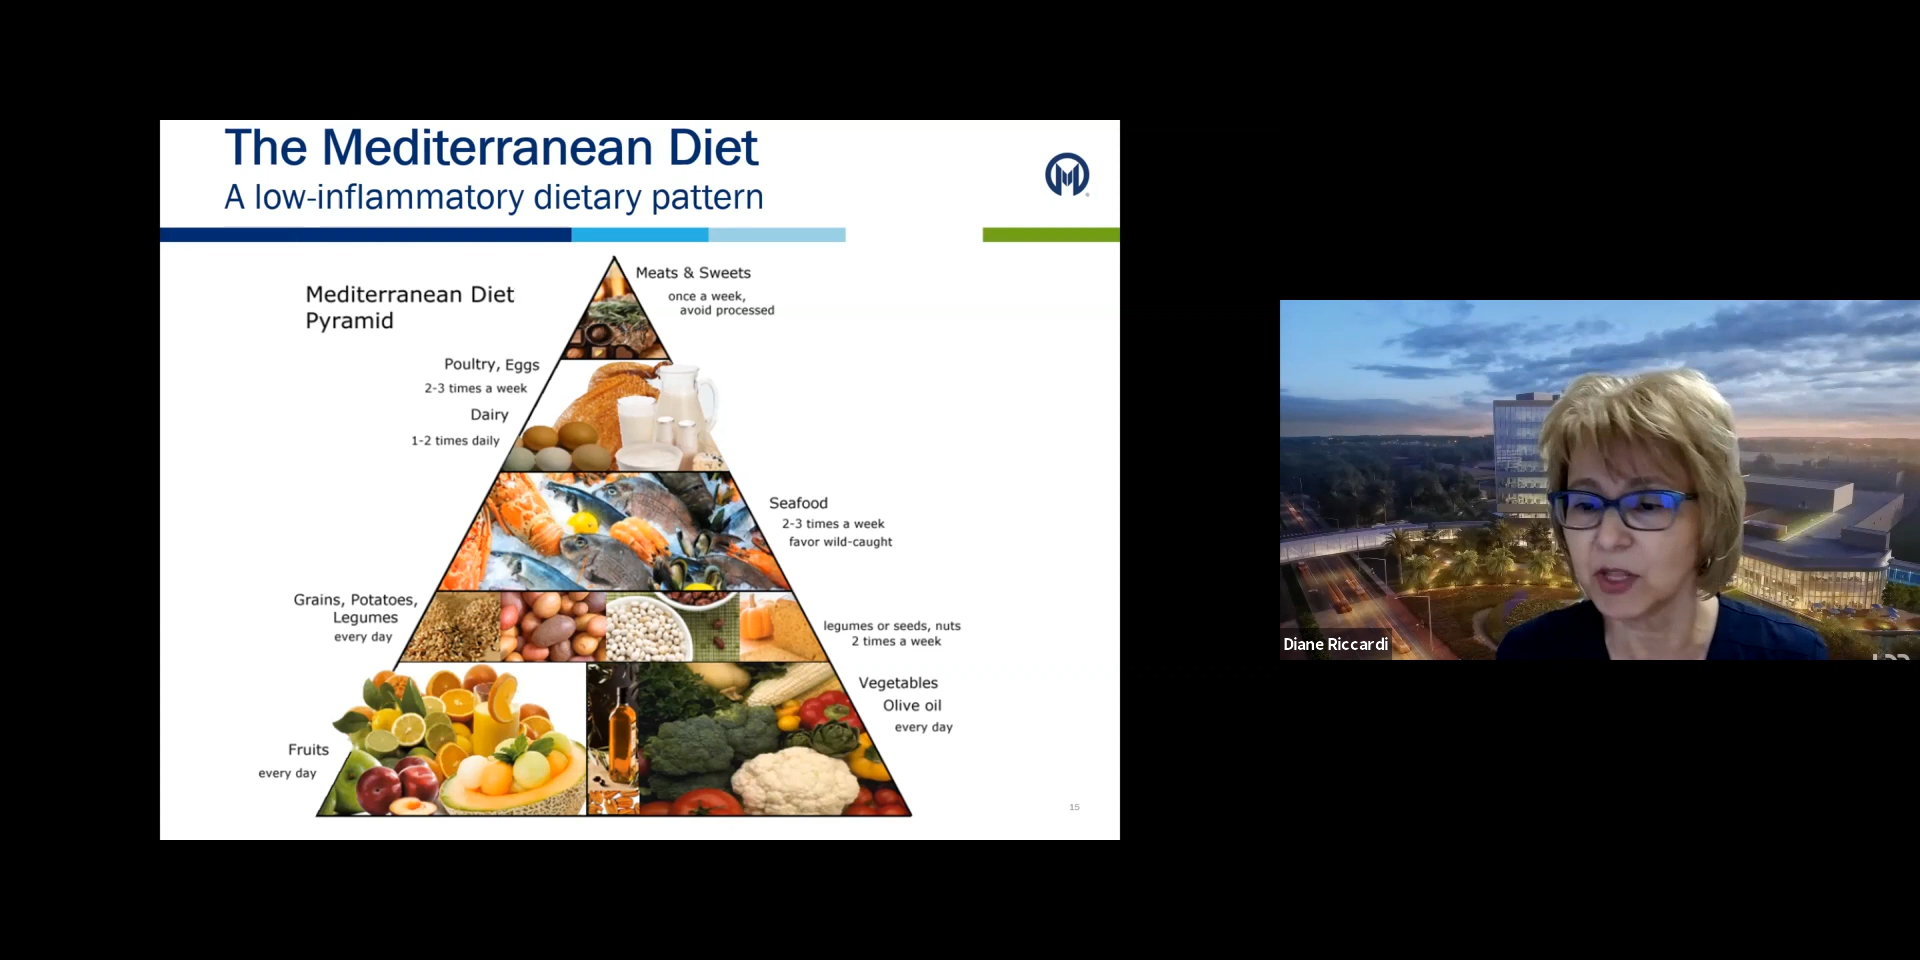 The Mediterranean Diet
A low-inflammatory dietary pattern
Mediterranean Diet
Pyramid
Meats & Sweets
once a week,
avoid processed
Poultry, Eggs
2-3 times a week
Dairy
1-2 times daily
Seafood
2-3 times a week
favor wild-caught
Grains, Potatoes,
Legumes
every day
legumes or seeds, nuts
2 times a week
Vegetables
Olive oil
every day
Fruits
every day
15
Diane Riccardi